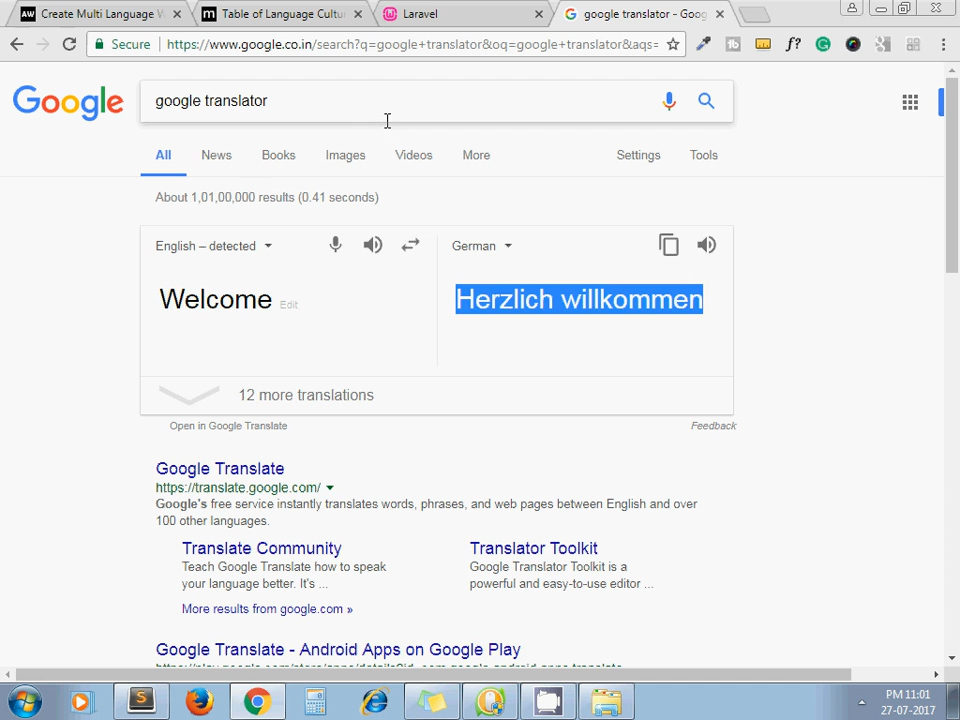 Create Multi Language W
Table of Language Cultu
Laravel
google translator - Goog
Secure
https://www.google.co.in/search?q=google+translator&oq=google+translator&aqs=
Google
google translator
All
News
Books
Images
Videos
More
Settings
Tools
About 1,01,00,000 results (0.41 seconds)
English – detected
German
Welcome
Edit
Herzlich willkommen
12 more translations
Open in Google Translate
Feedback
Google Translate
https://translate.google.com/
Google's free service instantly translates words, phrases, and web pages between English and over
100 other languages.
Translate Community
Teach Google Translate how to speak
your language better. It's ...
Translator Toolkit
Google Translator Toolkit is a
powerful and easy-to-use editor ...
More results from google.com »
Google Translate - Android Apps on Google Play
PM 11:01
27-07-2017